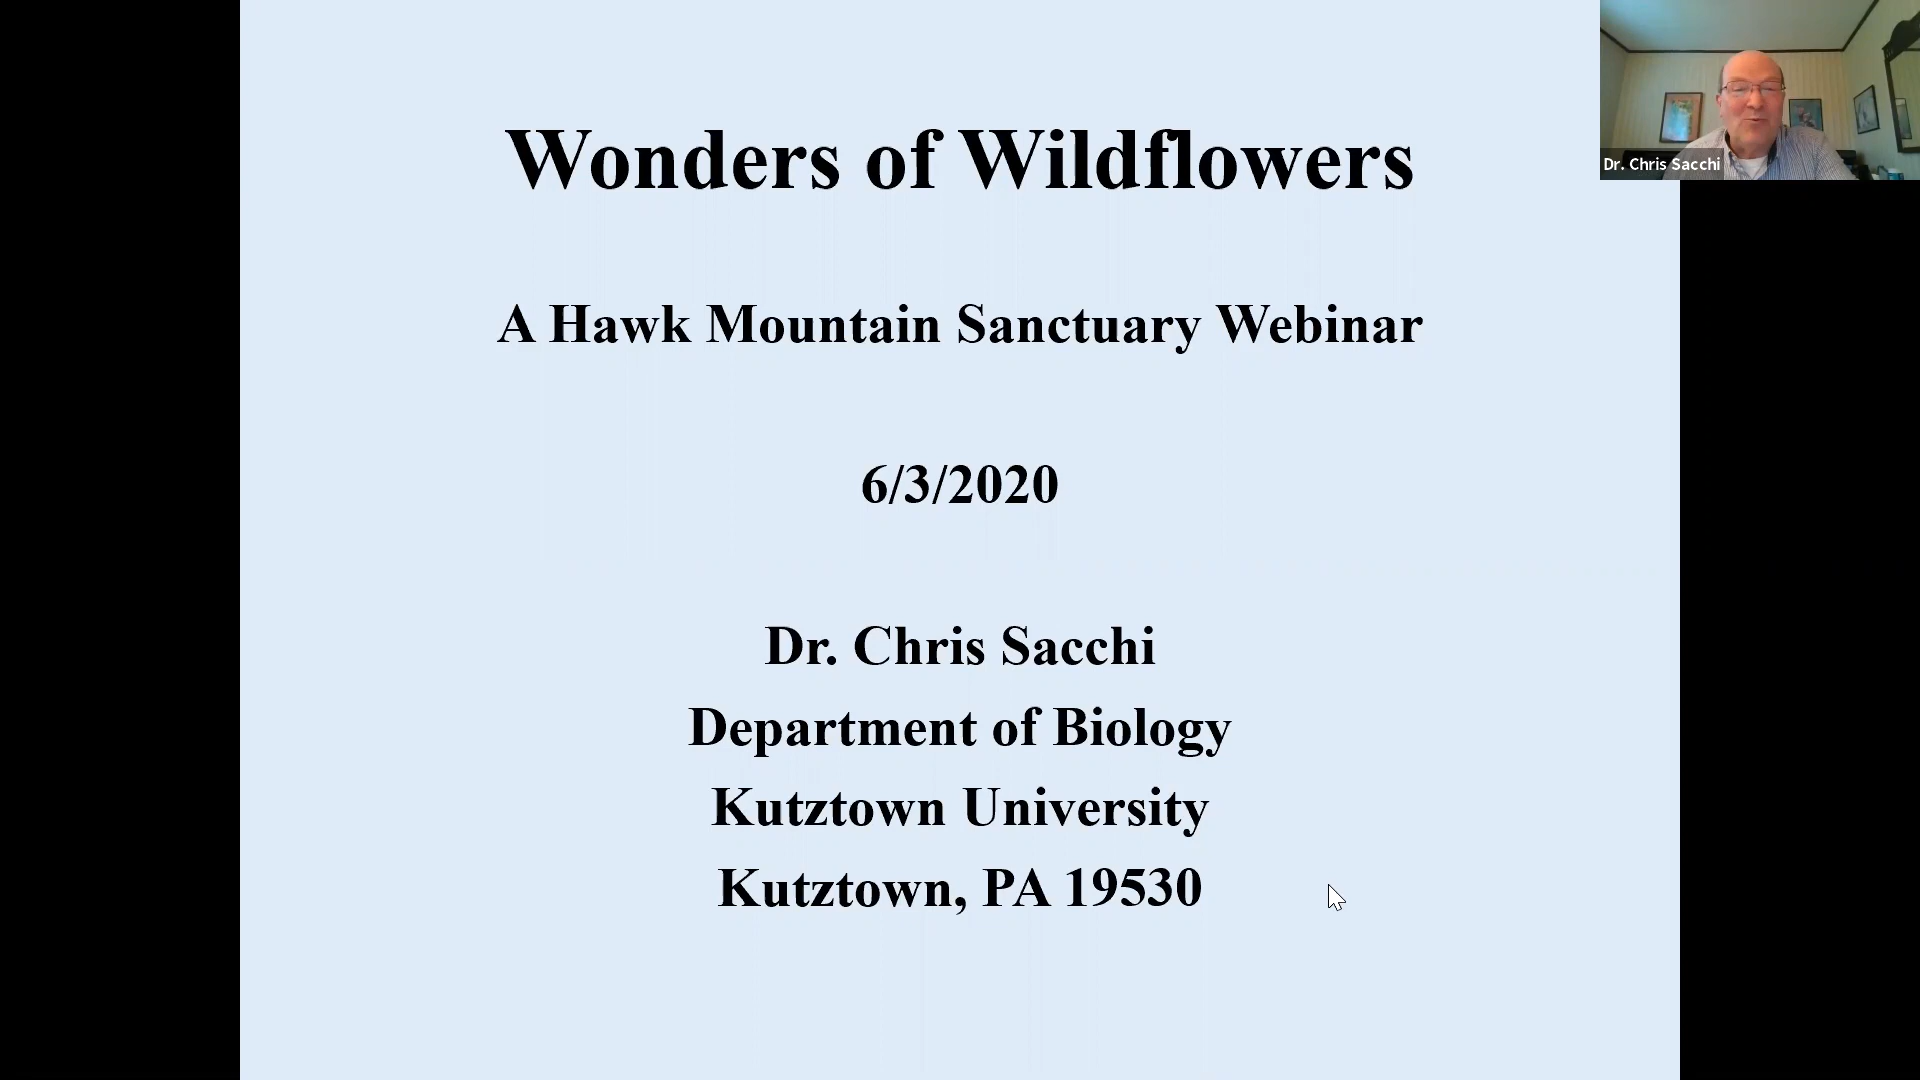 Wonders of Wildflowers
A Hawk Mountain Sanctuary Webinar
6/3/2020
Dr. Chris Sacchi
Department of Biology
Kutztown University
Kutztown, PA 19530
Dr. Chris Sacchi